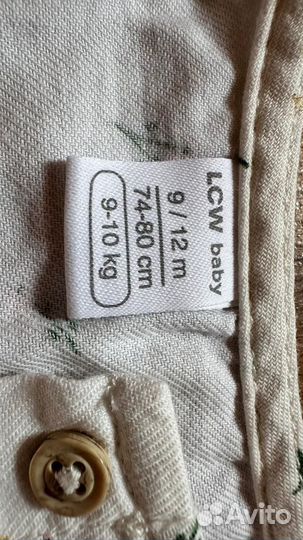 LCW baby
9 / 12 m
74-80 cm
9-10 kg
Avito